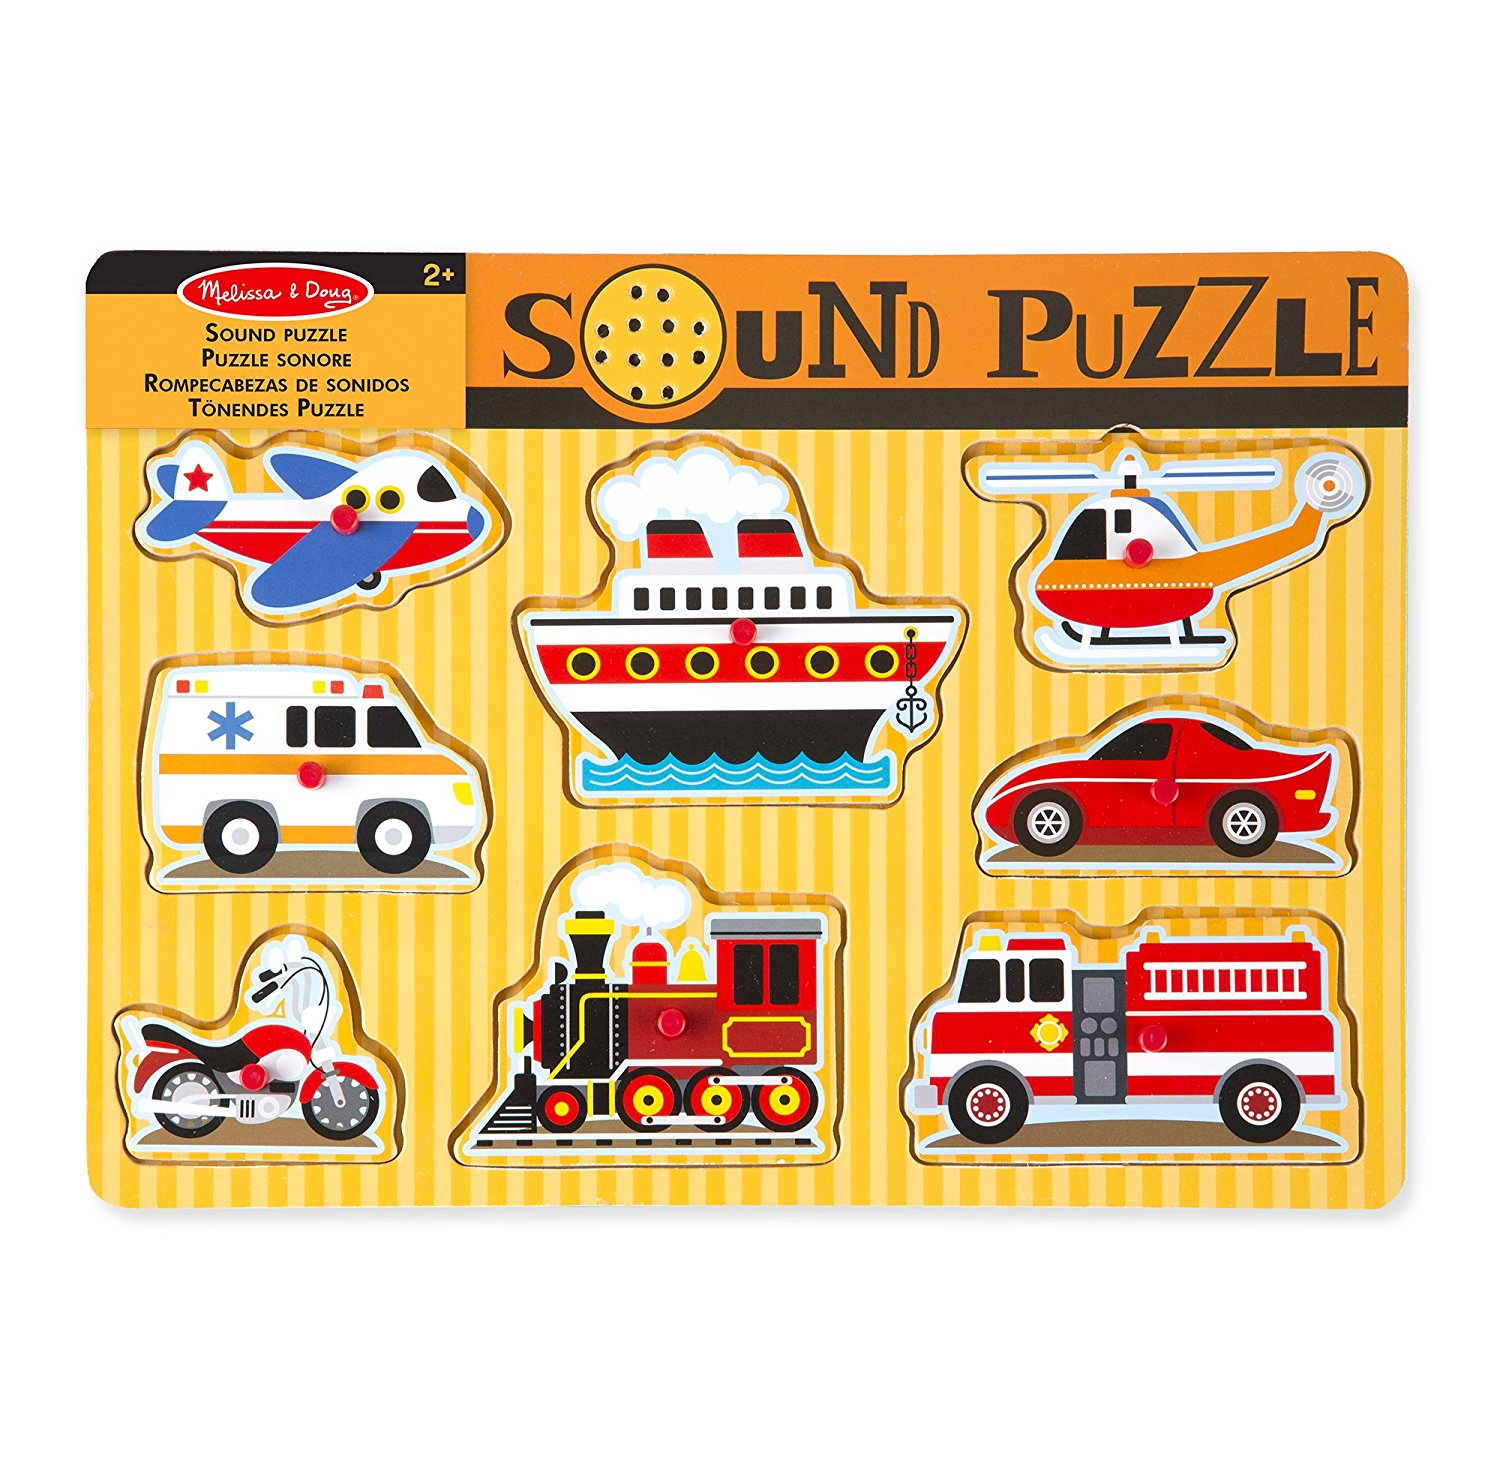 Melissa & Doug®
2+
SOUND PUZZLE
PUZZLE SONORE
ROMPECABEZAS DE SONIDOS
TÖNENDES PUZZLE
SOUND PUZZLE